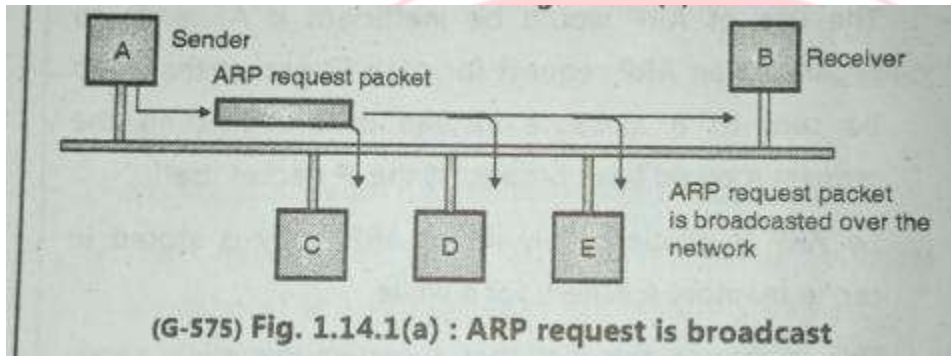 A Sender
B Receiver
ARP request packet
C
D
E
ARP request packet
is broadcasted over the
network
(G-575) Fig. 1.14.1(a) : ARP request is broadcast